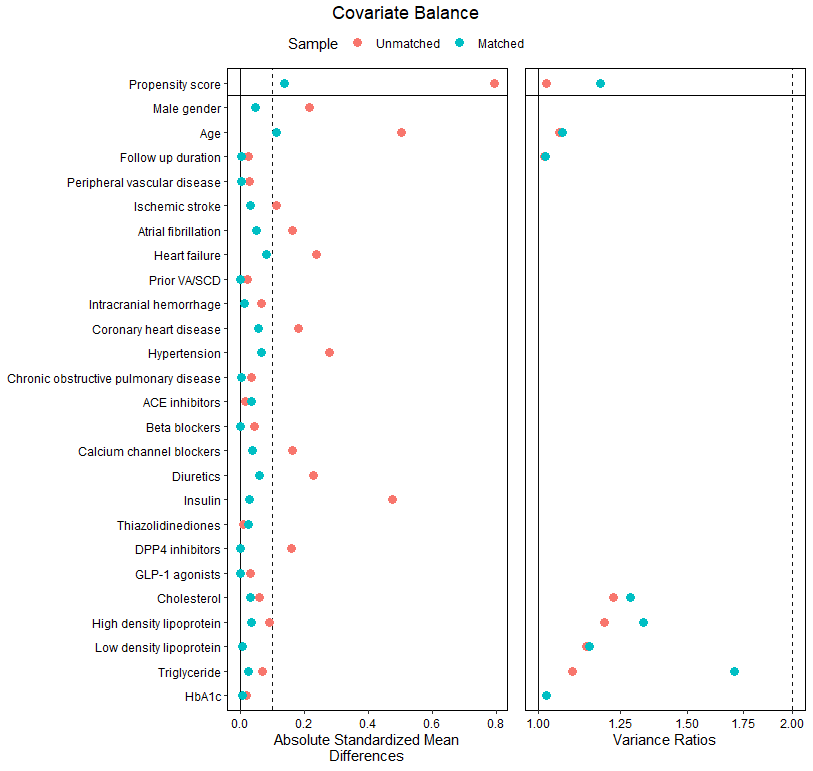 Covariate Balance
Sample Unmatched Matched
Propensity score
Male gender
Age
Follow up duration
Peripheral vascular disease
Ischemic stroke
Atrial fibrillation
Heart failure
Prior VA/SCD
Intracranial hemorrhage
Coronary heart disease
Hypertension
Chronic obstructive pulmonary disease
ACE inhibitors
Beta blockers
Calcium channel blockers
Diuretics
Insulin
Thiazolidinediones
DPP4 inhibitors
GLP-1 agonists
Cholesterol
High density lipoprotein
Low density lipoprotein
Triglyceride
HbA1c
0.0 0.2 0.4 0.6 0.8 1.00 1.25 1.50 1.75 2.00
Absolute Standardized Mean
Differences
Variance Ratios